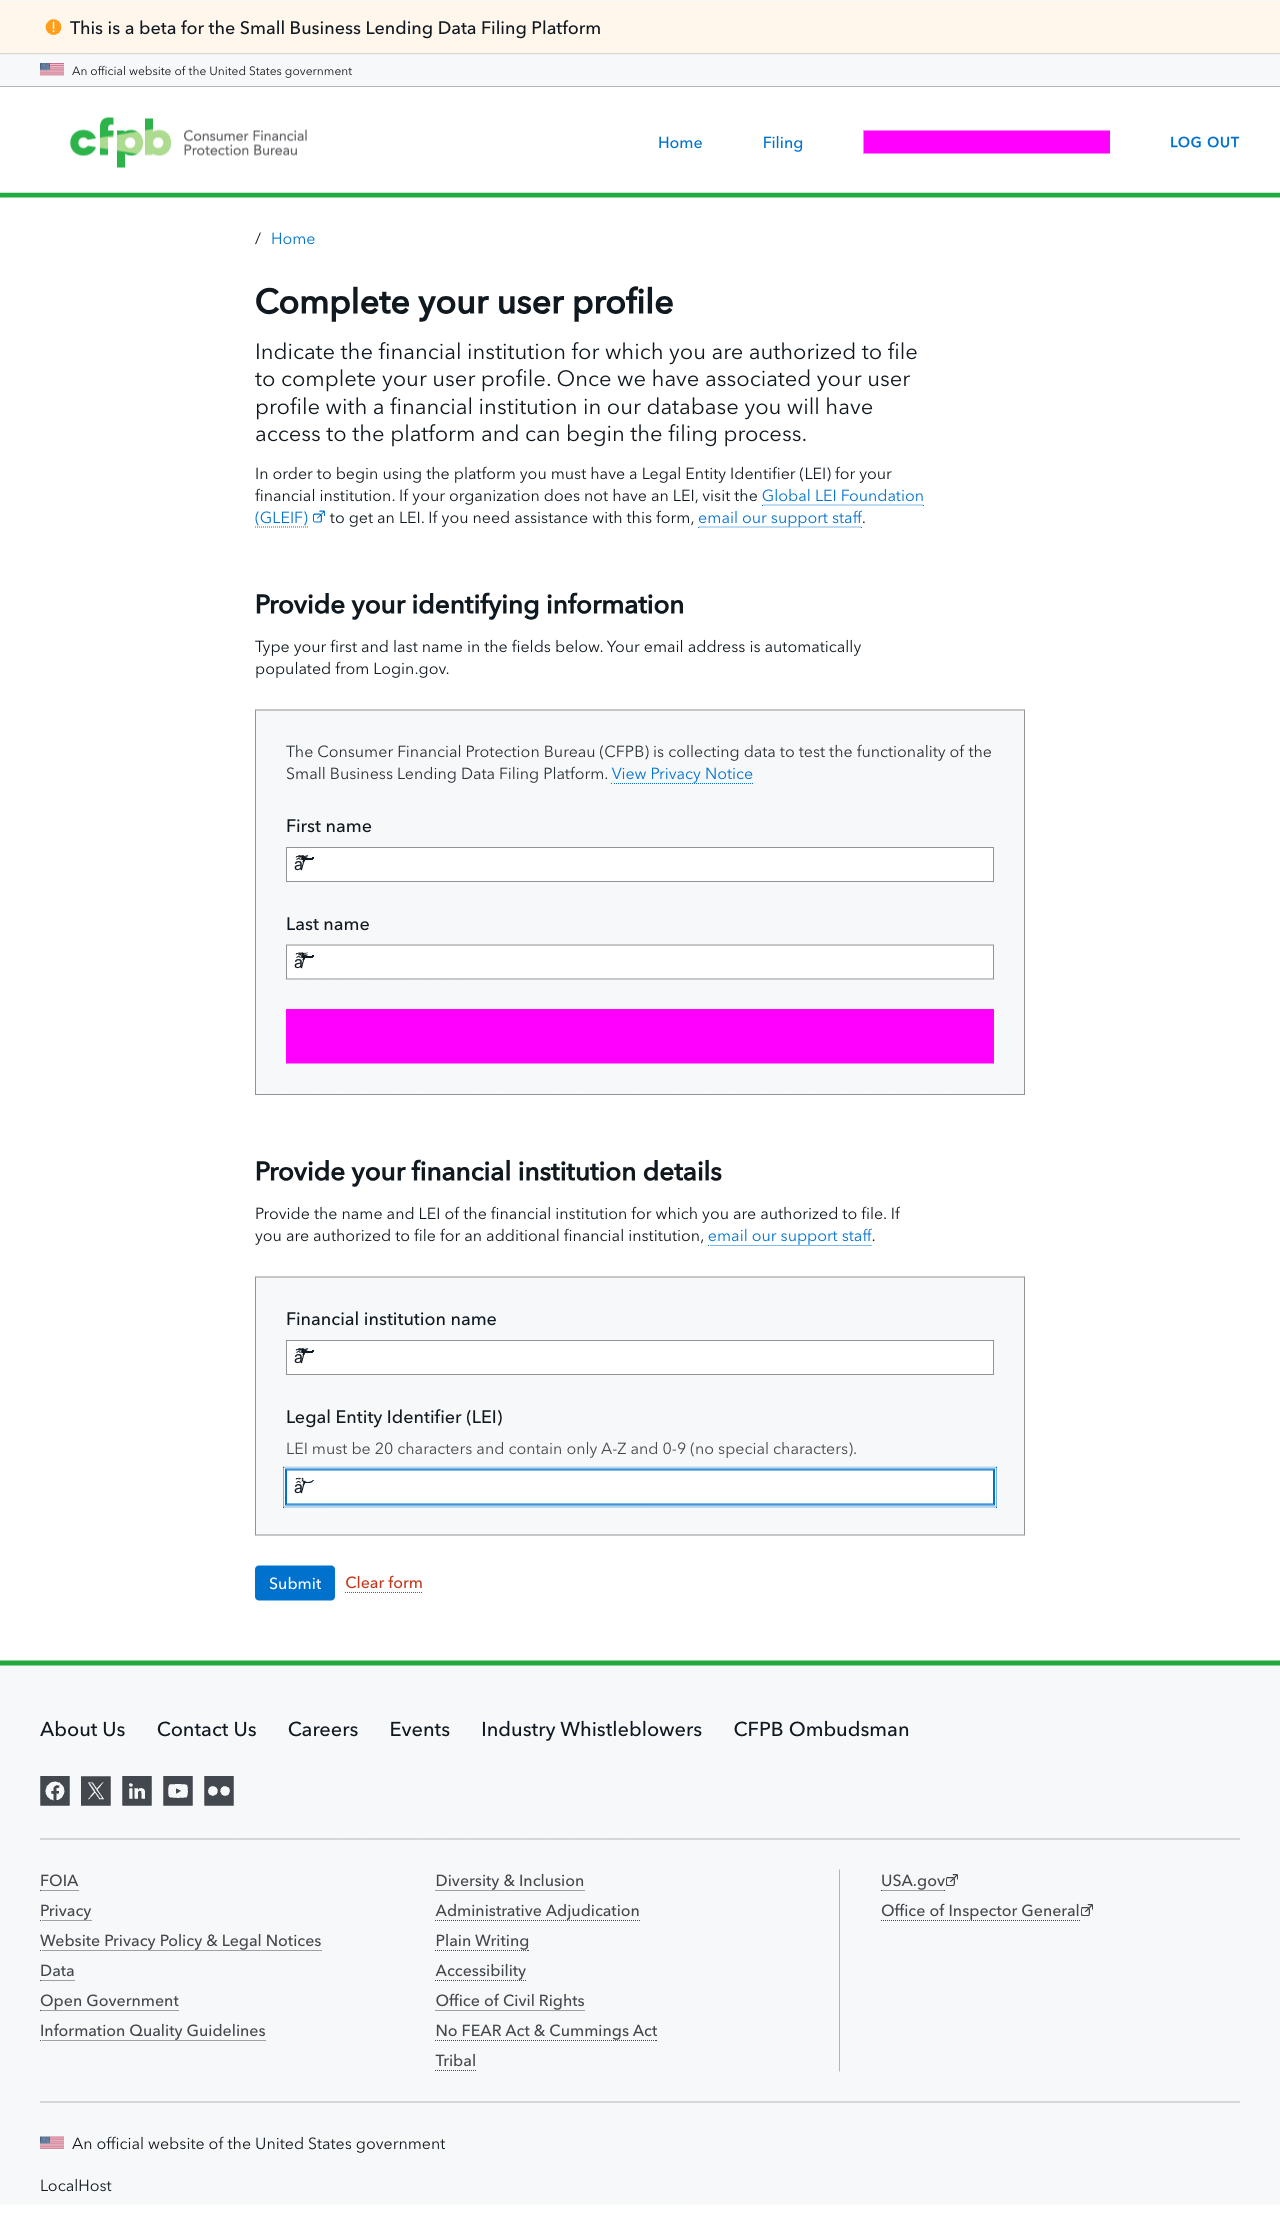 This is a beta for the Small Business Lending Data Filing Platform
An official website of the United States government
cfpb Consumer Financial
Protection Bureau
Home
Filing
LOG OUT
/ Home
Complete your user profile
Indicate the financial institution for which you are authorized to file
to complete your user profile. Once we have associated your user
profile with a financial institution in our database you will have
access to the platform and can begin the filing process.
In order to begin using the platform you must have a Legal Entity Identifier (LEI) for your
financial institution. If your organization does not have an LEI, visit the Global LEI Foundation
(GLEIF) to get an LEI. If you need assistance with this form, email our support staff.
Provide your identifying information
Type your first and last name in the fields below. Your email address is automatically
populated from Login.gov.
The Consumer Financial Protection Bureau (CFPB) is collecting data to test the functionality of the
Small Business Lending Data Filing Platform. View Privacy Notice
First name
Last name
Provide your financial institution details
Provide the name and LEI of the financial institution for which you are authorized to file. If
you are authorized to file for an additional financial institution, email our support staff.
Financial institution name
Legal Entity Identifier (LEI)
LEI must be 20 characters and contain only A-Z and 0-9 (no special characters).
Submit
Clear form
About Us
Contact Us
Careers
Events
Industry Whistleblowers
CFPB Ombudsman
FOIA
Privacy
Website Privacy Policy & Legal Notices
Data
Open Government
Information Quality Guidelines
Diversity & Inclusion
Administrative Adjudication
Plain Writing
Accessibility
Office of Civil Rights
No FEAR Act & Cummings Act
Tribal
USA.gov
Office of Inspector General
An official website of the United States government
LocalHost